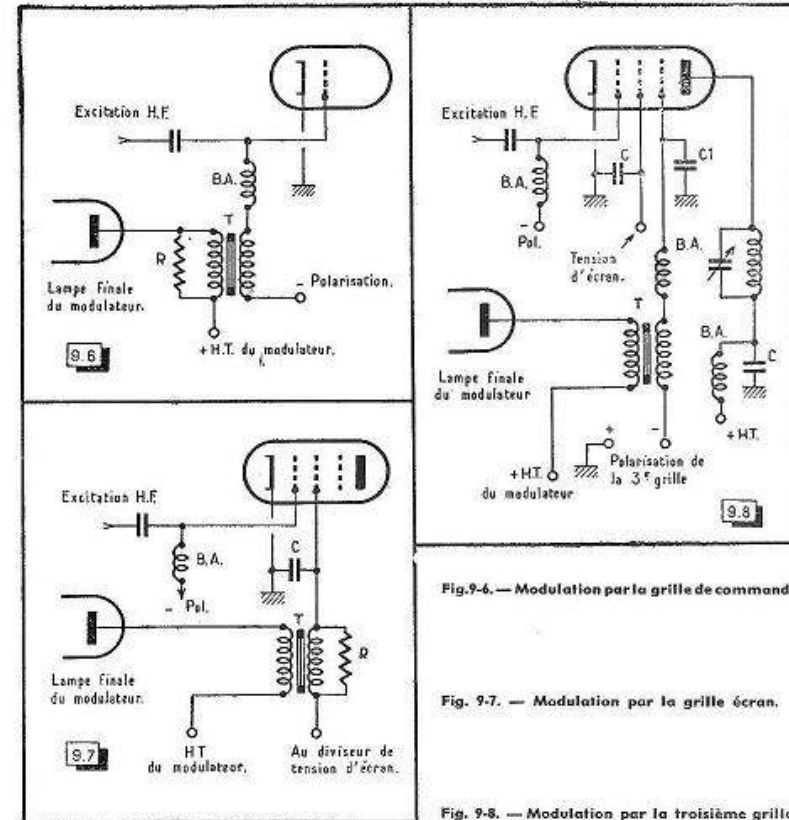 Excitation H.F.
B.A.
T
R
Lampe finale
du modulateur.
- Polarisation.
+ H.T. du modulateur.
9.6
Excitation H.F.
B.A.
- Pol.
C
T
R
Lampe finale
du modulateur.
H T
du modulateur.
Au diviseur de
tension d'écran.
9.7
Excitation H.F
B.A.
-
Pol.
C
C1
Tension
d'écran.
B.A.
T
B.A.
C
+ H.T.
Lampe finale
du modulateur
+ -
+ H.T.
du modulateur
Polarisation de
la 3e grille
9.8
Fig.9-6. — Modulation par la grille de command
Fig. 9-7. — Modulation par la grille écran.
Fig. 9-8. — Modulation par la troisième grille